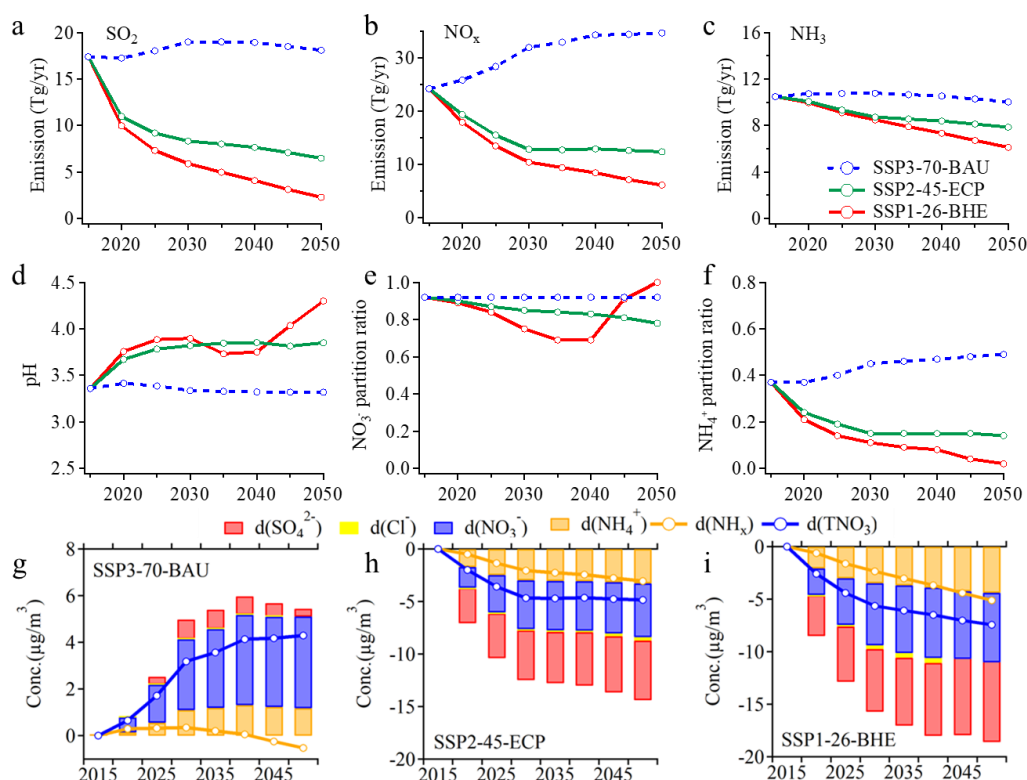 a
SO2
Emission (Tg/yr)
20
15
10
5
0
2020
2030
2040
2050
b
NOx
Emission (Tg/yr)
30
20
10
0
2020
2030
2040
2050
c
NH3
Emission (Tg/yr)
16
12
8
4
0
SSP3-70-BAU
SSP2-45-ECP
SSP1-26-BHE
2020
2030
2040
2050
d
pH
4.5
4.0
3.5
3.0
2.5
2020
2030
2040
2050
e
NO3- partition ratio
1.0
0.8
0.6
0.4
0.2
0.0
2020
2030
2040
2050
f
NH4+ partition ratio
0.8
0.6
0.4
0.2
0.0
2020
2030
2040
2050
d(SO4 2-)
d(Cl-)
d(NO3-)
d(NH4+)
d(NHx)
d(TNO3)
g
SSP3-70-BAU
Conc.(μg/m3)
8
6
4
2
0
2015
2025
2035
2045
h
SSP2-45-ECP
Conc.(μg/m3)
0
-5
-10
-15
-20
2015
2025
2035
2045
i
SSP1-26-BHE
Conc.(μg/m3)
0
-5
-10
-15
-20
2015
2025
2035
2045